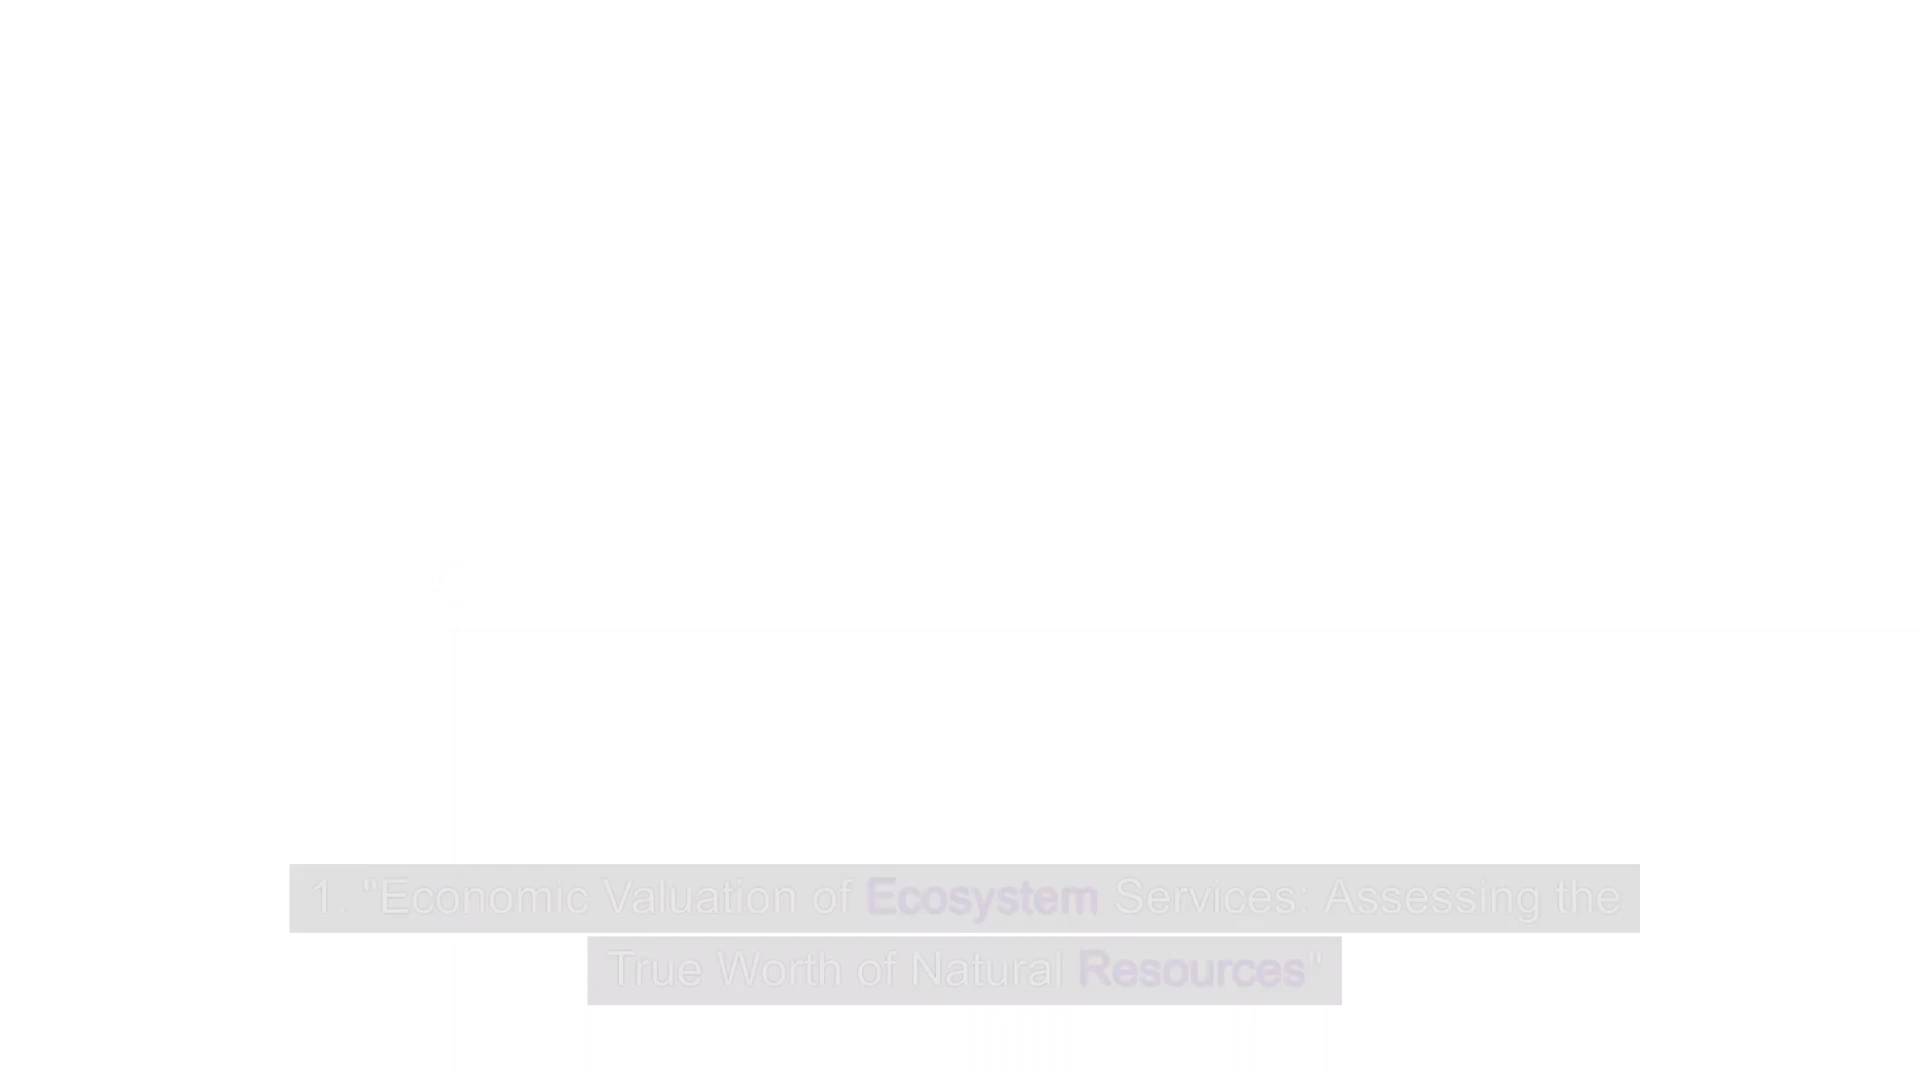 1. "Economic Valuation of Ecosystem Services: Assessing the
True Worth of Natural Resources"